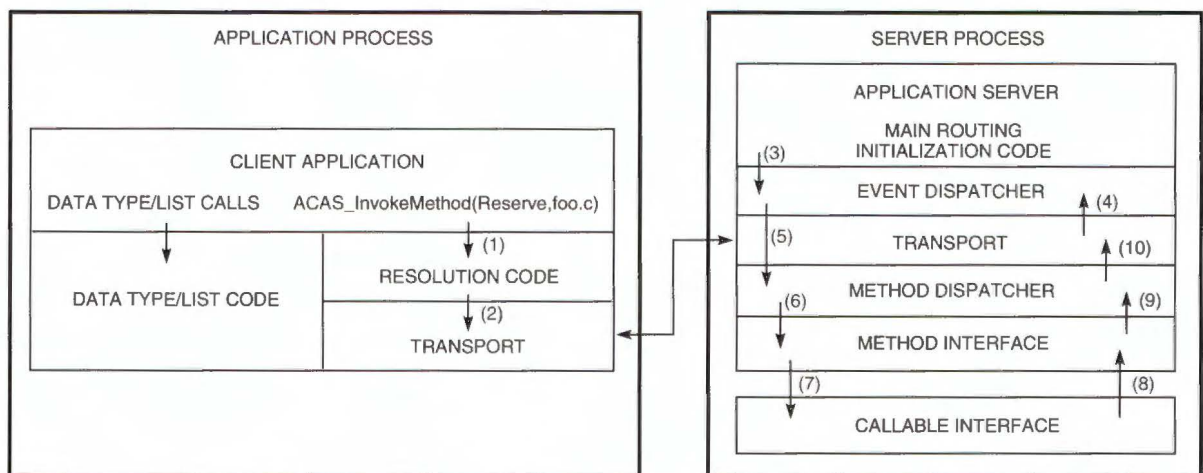 APPLICATION PROCESS
CLIENT APPLICATION
DATA TYPE/LIST CALLS
ACAS_InvokeMethod(Reserve,foo.c)
(1)
RESOLUTION CODE
DATA TYPE/LIST CODE
(2)
TRANSPORT
SERVER PROCESS
APPLICATION SERVER
MAIN ROUTING
INITIALIZATION CODE
(3)
EVENT DISPATCHER
(4)
(5)
TRANSPORT
(10)
METHOD DISPATCHER
(6)
(9)
METHOD INTERFACE
(7)
(8)
CALLABLE INTERFACE